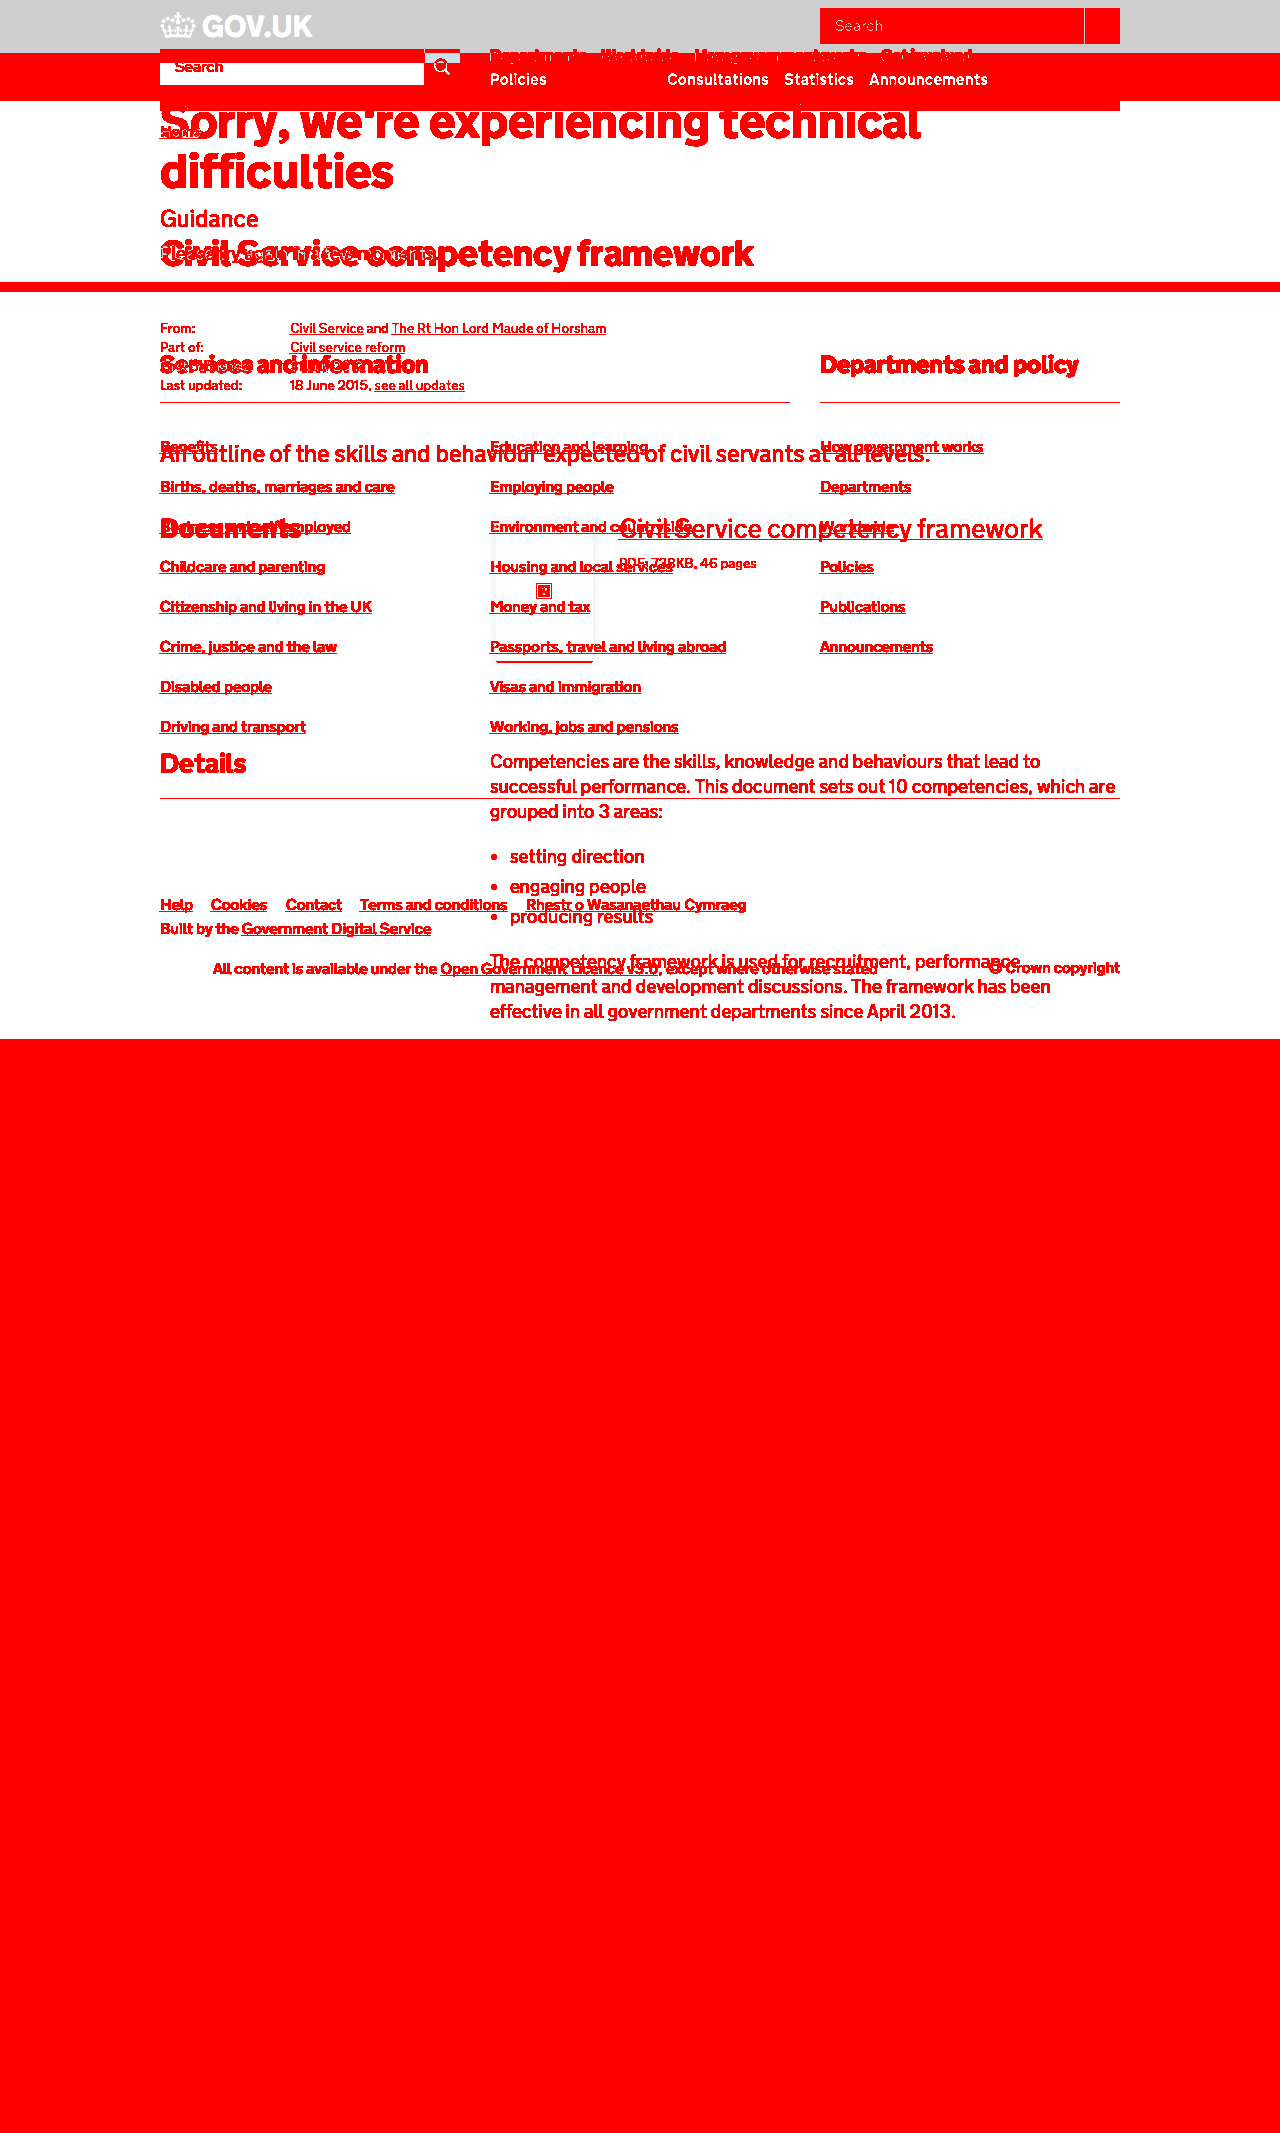 GOV.UK
Search
Search
Departments Worldwide How government works Get involved
Policies Consultations Statistics Announcements
Sorry, we're experiencing technical
Home
difficulties
Guidance
Civil Service competency framework
Please try again in a few moments.
From: Civil Service and The Rt Hon Lord Maude of Horsham
Part of: Civil service reform
Services and information Departments and policy
Last updated: 18 June 2015, see all updates
Benefits Education and learning How government works
An outline of the skills and behaviour expected of civil servants at all levels.
Births, deaths, marriages and care Employing people Departments
Documents Environment and countryside Civil Service competency framework Worldwide
PDF, 728KB, 46 pages
Childcare and parenting Housing and local services Policies
Citizenship and living in the UK Money and tax Publications
Crime, justice and the law Passports, travel and living abroad Announcements
Disabled people Visas and immigration
Driving and transport Working, jobs and pensions
Details Competencies are the skills, knowledge and behaviours that lead to
successful performance. This document sets out 10 competencies, which are
grouped into 3 areas:
• setting direction
• engaging people
Help Cookies Contact Terms and conditions Rhestr o Wasanaethau Cymraeg
• producing results
Built by the Government Digital Service
The competency framework is used for recruitment, performance
All content is available under the Open Government Licence v3.0, except where otherwise stated © Crown copyright
management and development discussions. The framework has been
effective in all government departments since April 2013.